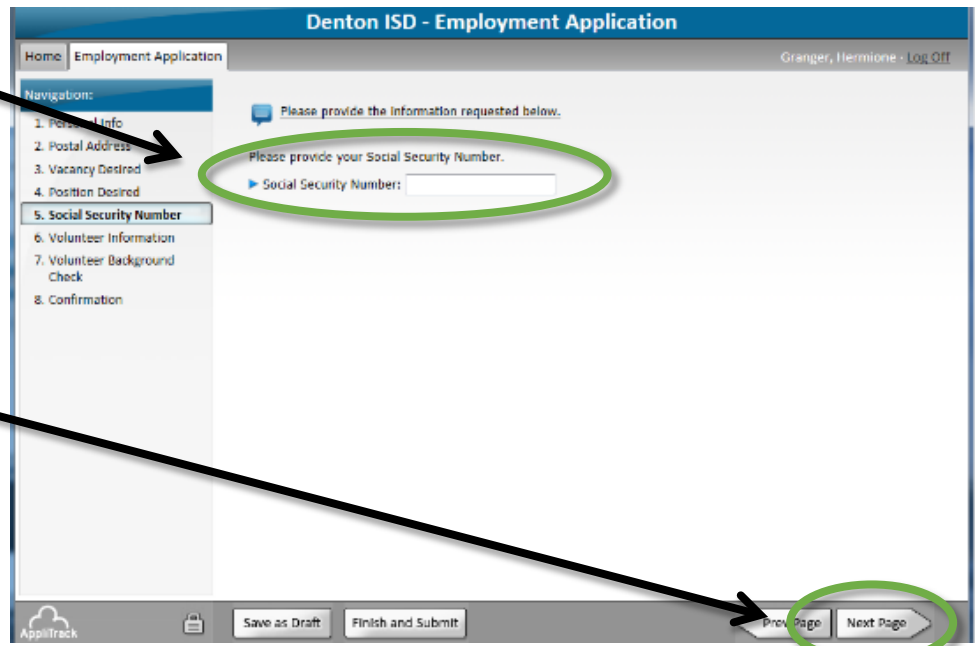 Denton ISD - Employment Application
Home Employment Application Granger, Hermione - Log Off
Navigation:
1. Personal Info
2. Postal Address
3. Vacancy Desired
4. Position Desired
5. Social Security Number
6. Volunteer Information
7. Volunteer Background
Check
8. Confirmation
Please provide the information requested below.
Please provide your Social Security Number.
Social Security Number:
AppliTrack Save as Draft Finish and Submit Prev Page Next Page